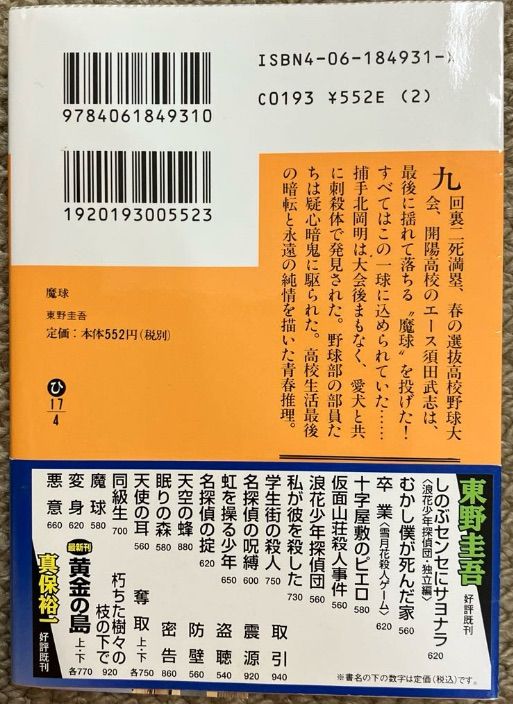 ISBN4-06-184931-
C0193 ¥552E (2)
9784061849310
1920193005523
九回裏二死満塁、春の選抜高校野球大
会、開陽高校のエース須田武志は、
最後に揺れて落ちる〝魔球〟を投げた!
すべてはこの一球に込められていた……
捕手北岡明は大会後まもなく、愛犬と共
に刺殺体で発見された。野球部の部員た
ちは疑心暗鬼に駆られた。高校生活最後
の暗転と永遠の純情を描いた青春推理。
魔球
東野圭吾
定価:本体552円(税別)
ひ
17
4
東野圭吾 好評既刊
しのぶセンセにサヨナラ 620
〈浪花少年探偵団・独立編〉
むかし僕が死んだ家 560
卒業〈雪月花殺人ゲーム〉 620
十字屋敷のピエロ 580
仮面山荘殺人事件 560
浪花少年探偵団 560
私が彼を殺した 730
学生街の殺人 750
名探偵の呪縛 600
虹を操る少年 650
名探偵の掟 620
天空の蜂 880
眠りの森 580
天使の耳 560
同級生 700
魔球 580
変身 620
悪意 660
取引 940
震源 920
盗聴 540
防壁 560
密告 860
奪取 上・下 各750
朽ちた樹々の
枝の下で 920
最新刊 黄金の島 上・下 各770
真保裕一 好評既刊
※書名の下の数字は定価(税込)です。